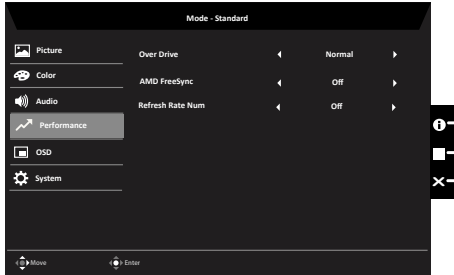 Mode - Standard
Picture
Over Drive Normal
Color
AMD FreeSync Off
Audio
Refresh Rate Num Off
Performance
OSD
System
Move Enter